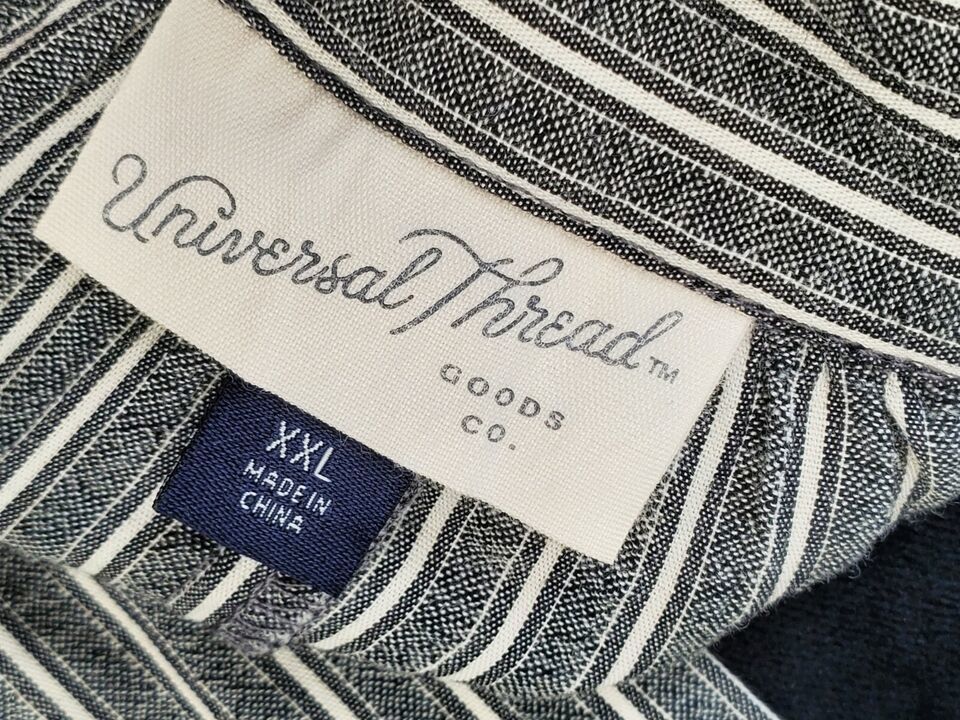 Universal Thread™
GOODS
CO.
XXL
MADE IN
CHINA